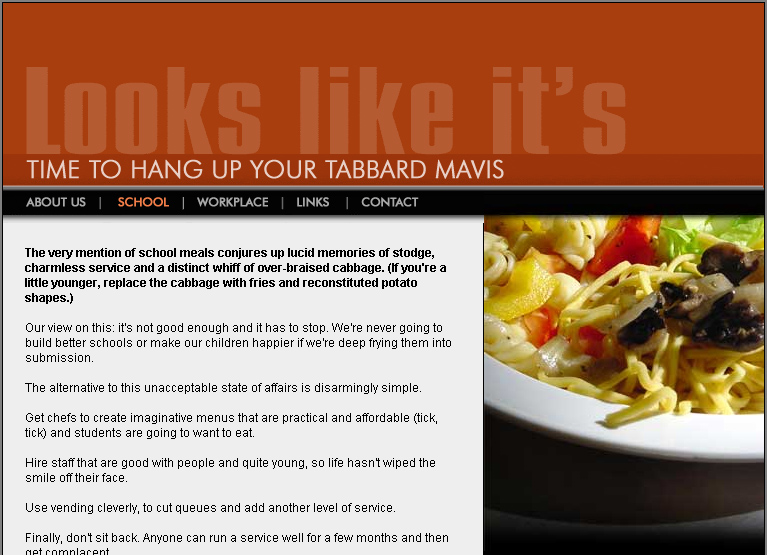 Looks like it's
TIME TO HANG UP YOUR TABBARD MAVIS
ABOUT US | SCHOOL | WORKPLACE | LINKS | CONTACT
The very mention of school meals conjures up lucid memories of stodge,
charmless service and a distinct whiff of over-braised cabbage. (If you're a
little younger, replace the cabbage with fries and reconstituted potato
shapes.)
Our view on this: it's not good enough and it has to stop. We're never going to
build better schools or make our children happier if we're deep frying them into
submission.
The alternative to this unacceptable state of affairs is disarmingly simple.
Get chefs to create imaginative menus that are practical and affordable (tick,
tick) and students are going to want to eat.
Hire staff that are good with people and quite young, so life hasn't wiped the
smile off their face.
Use vending cleverly, to cut queues and add another level of service.
Finally, don't sit back. Anyone can run a service well for a few months and then
get complacent